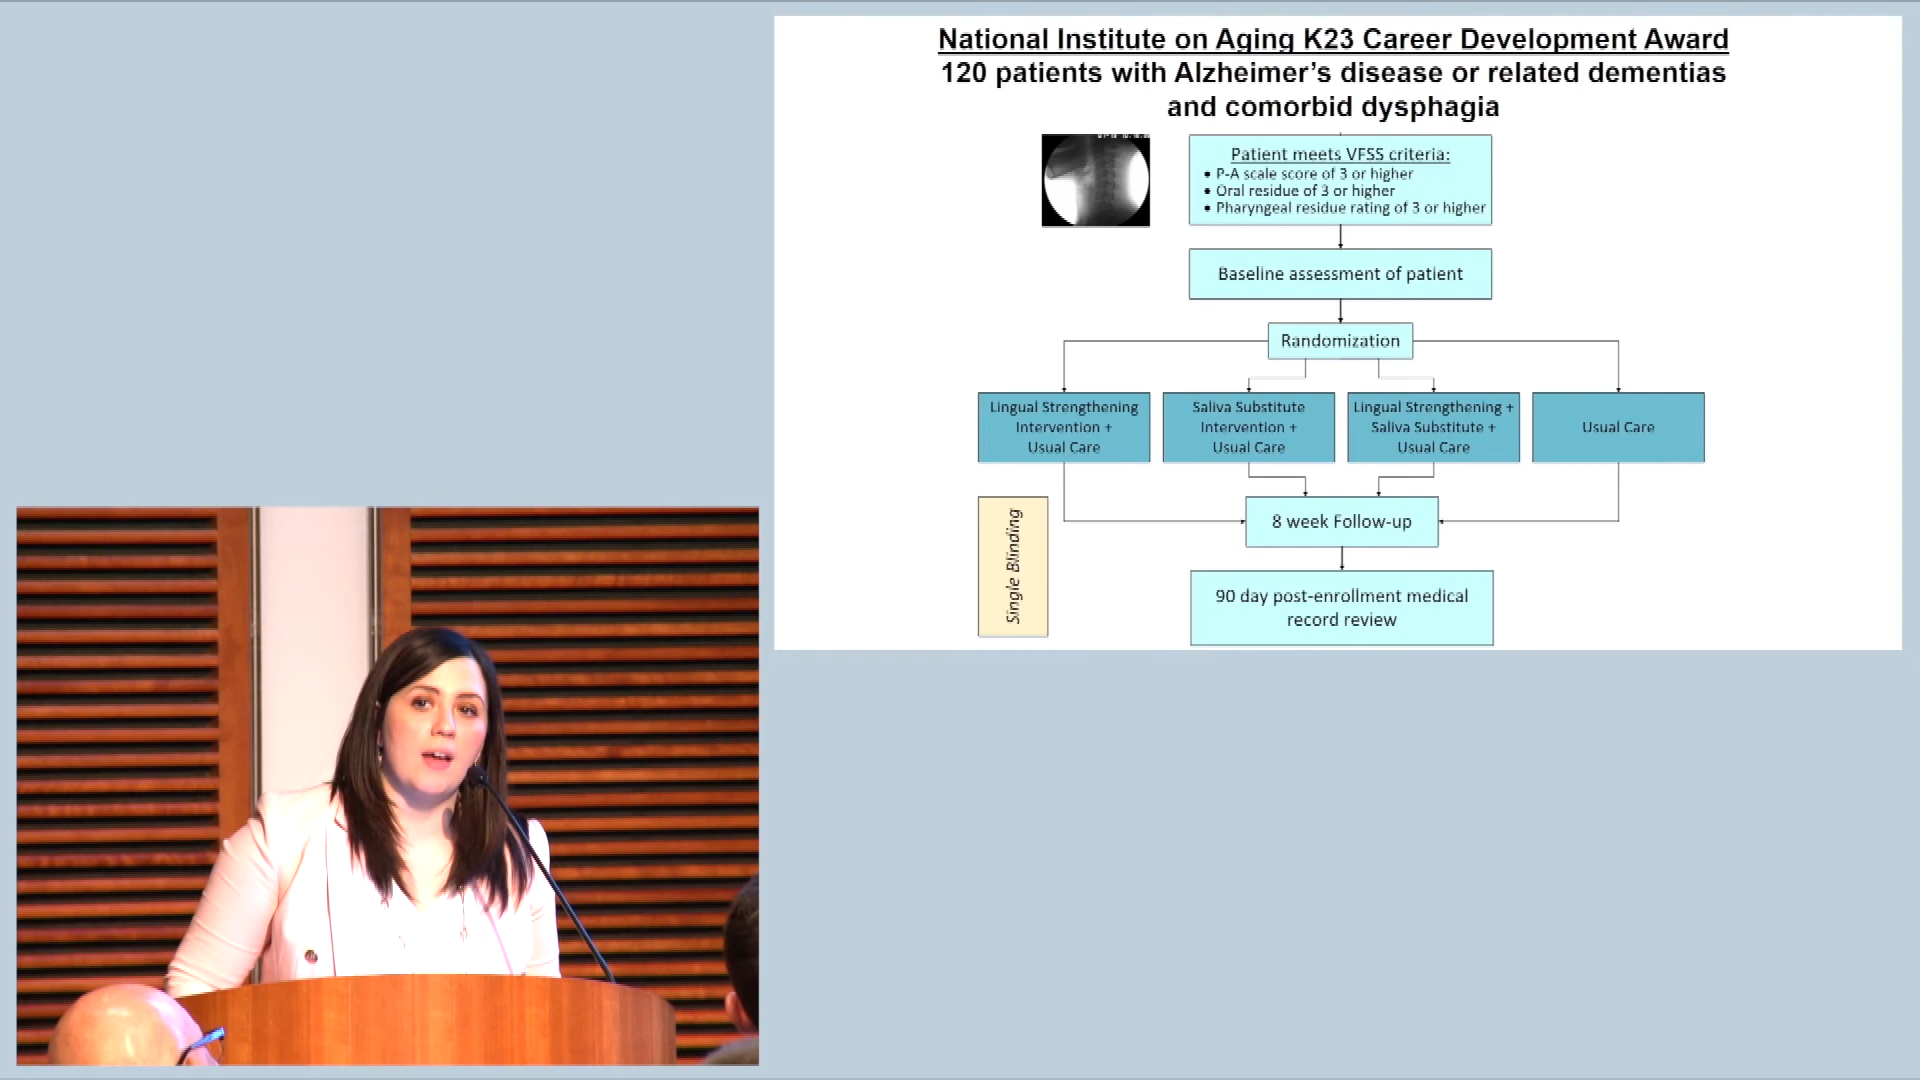 National Institute on Aging K23 Career Development Award
120 patients with Alzheimer's disease or related dementias
and comorbid dysphagia
Patient meets VFSS criteria:
• P-A scale score of 3 or higher
• Oral residue of 3 or higher
• Pharyngeal residue rating of 3 or higher
Baseline assessment of patient
Randomization
Lingual Strengthening
Intervention +
Usual Care
Saliva Substitute
Intervention +
Usual Care
Lingual Strengthening +
Saliva Substitute +
Usual Care
Usual Care
Single Blinding
8 week Follow-up
90 day post-enrollment medical
record review